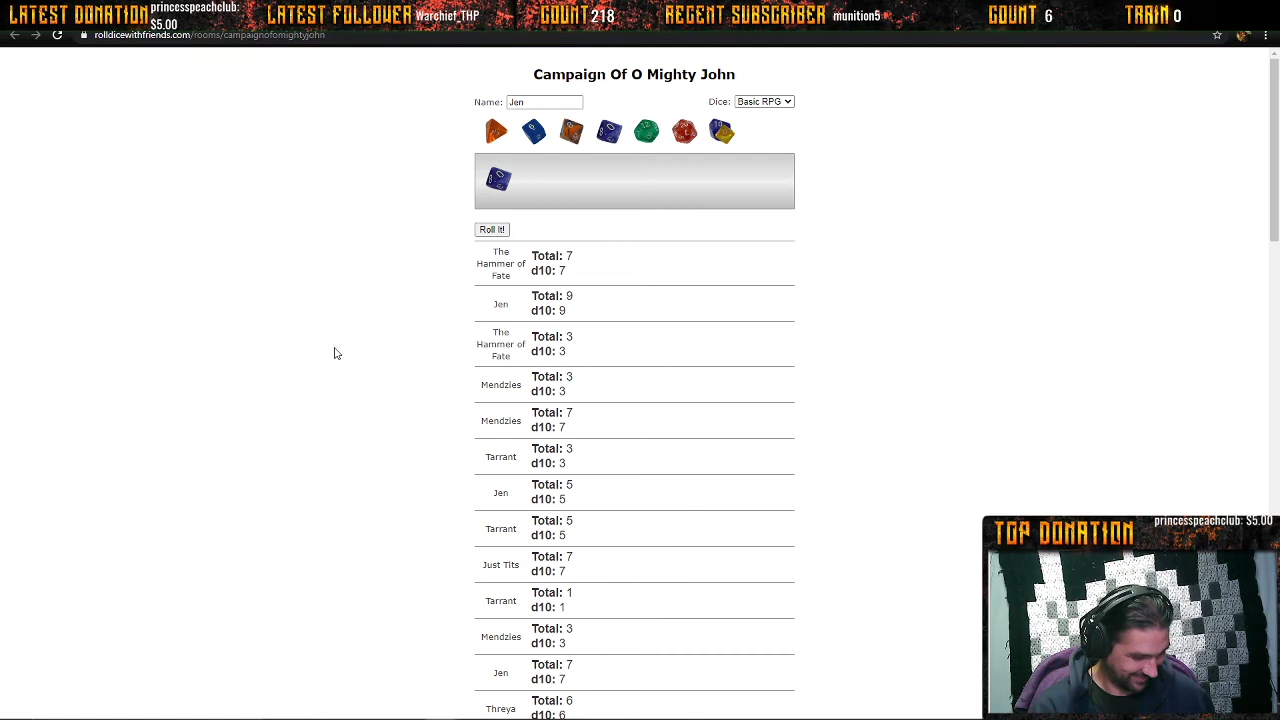 LATEST DONATION princesspeachclub: $5.00 LATEST FOLLOWER Warchief_THP COUNT 218 RECENT SUBSCRIBER munition5 COUNT 6 TRAIN 0
rolldicewithfriends.com/rooms/campaignofomightyjohn
Campaign Of O Mighty John
Name: Jen Dice: Basic RPG
Roll It!
The Hammer of Fate
Total: 7
d10: 7
Jen
Total: 9
d10: 9
The Hammer of Fate
Total: 3
d10: 3
Mendzies
Total: 3
d10: 3
Mendzies
Total: 7
d10: 7
Tarrant
Total: 3
d10: 3
Jen
Total: 5
d10: 5
Tarrant
Total: 5
d10: 5
Just Tits
Total: 7
d10: 7
Tarrant
Total: 1
d10: 1
Mendzies
Total: 3
d10: 3
Jen
Total: 7
d10: 7
Threya
Total: 6
d10: 6
TOP DONATION princesspeachclub: $5.00